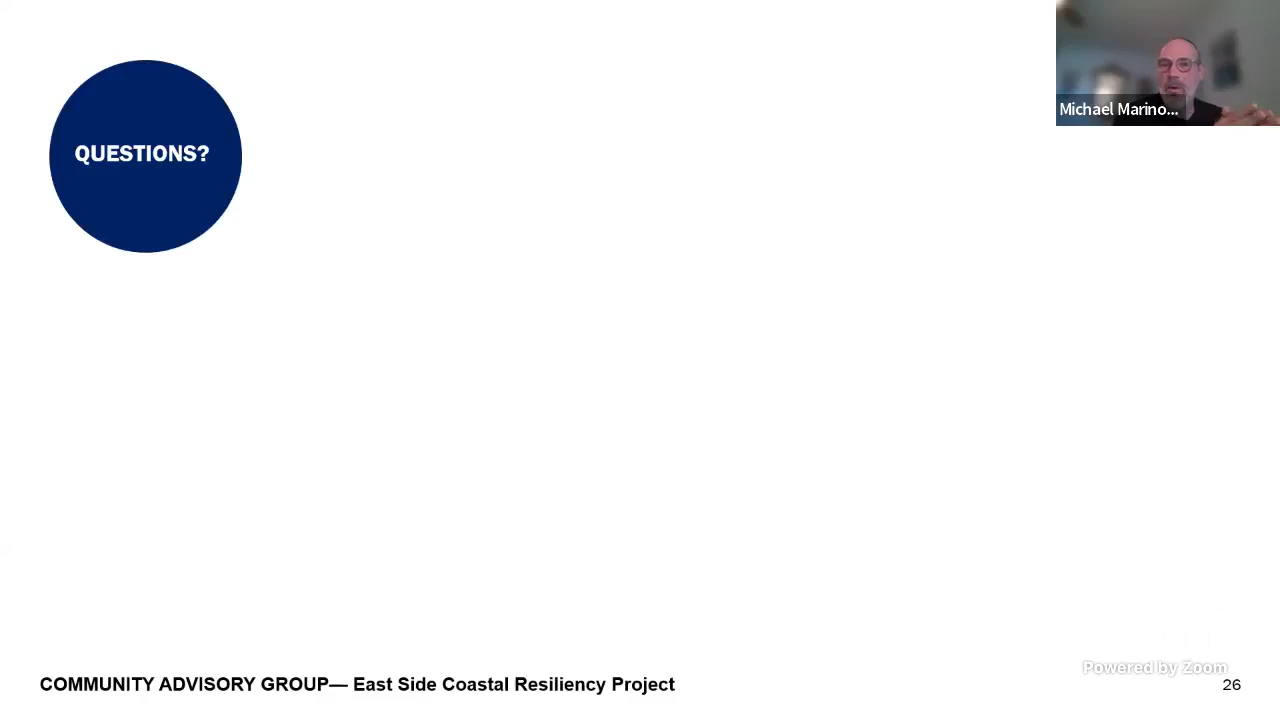 QUESTIONS?
Michael Marino...
Powered by Zoom
COMMUNITY ADVISORY GROUP— East Side Coastal Resiliency Project
26